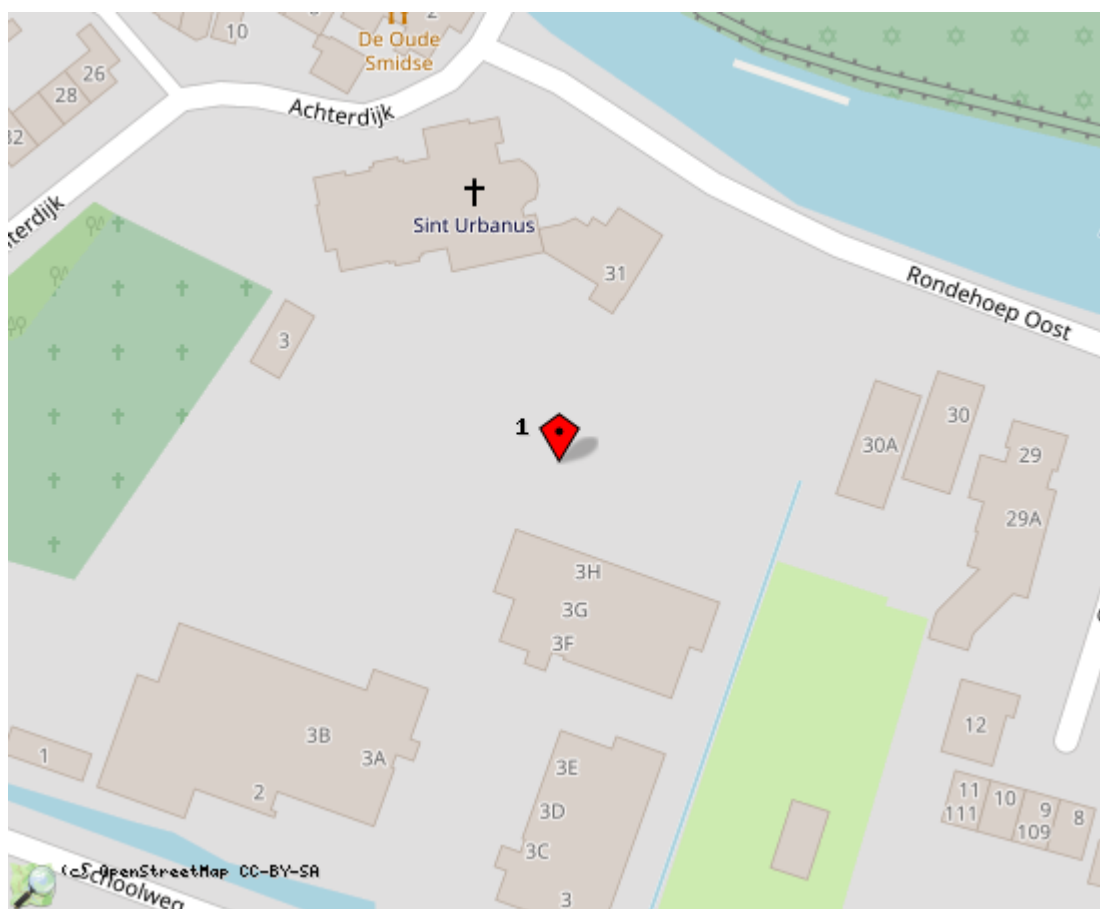 10
2
De Oude
Smidse
26
28
32
Achterdijk
Achterdijk
Sint Urbanus
31
Rondehoep Oost
3
1
30
30A
29
29A
3H
3G
3F
3B
3A
2
1
3E
3D
3C
3
12
11
111
10
9
109
8
(c) OpenStreetMap CC-BY-SA
Schoolweg